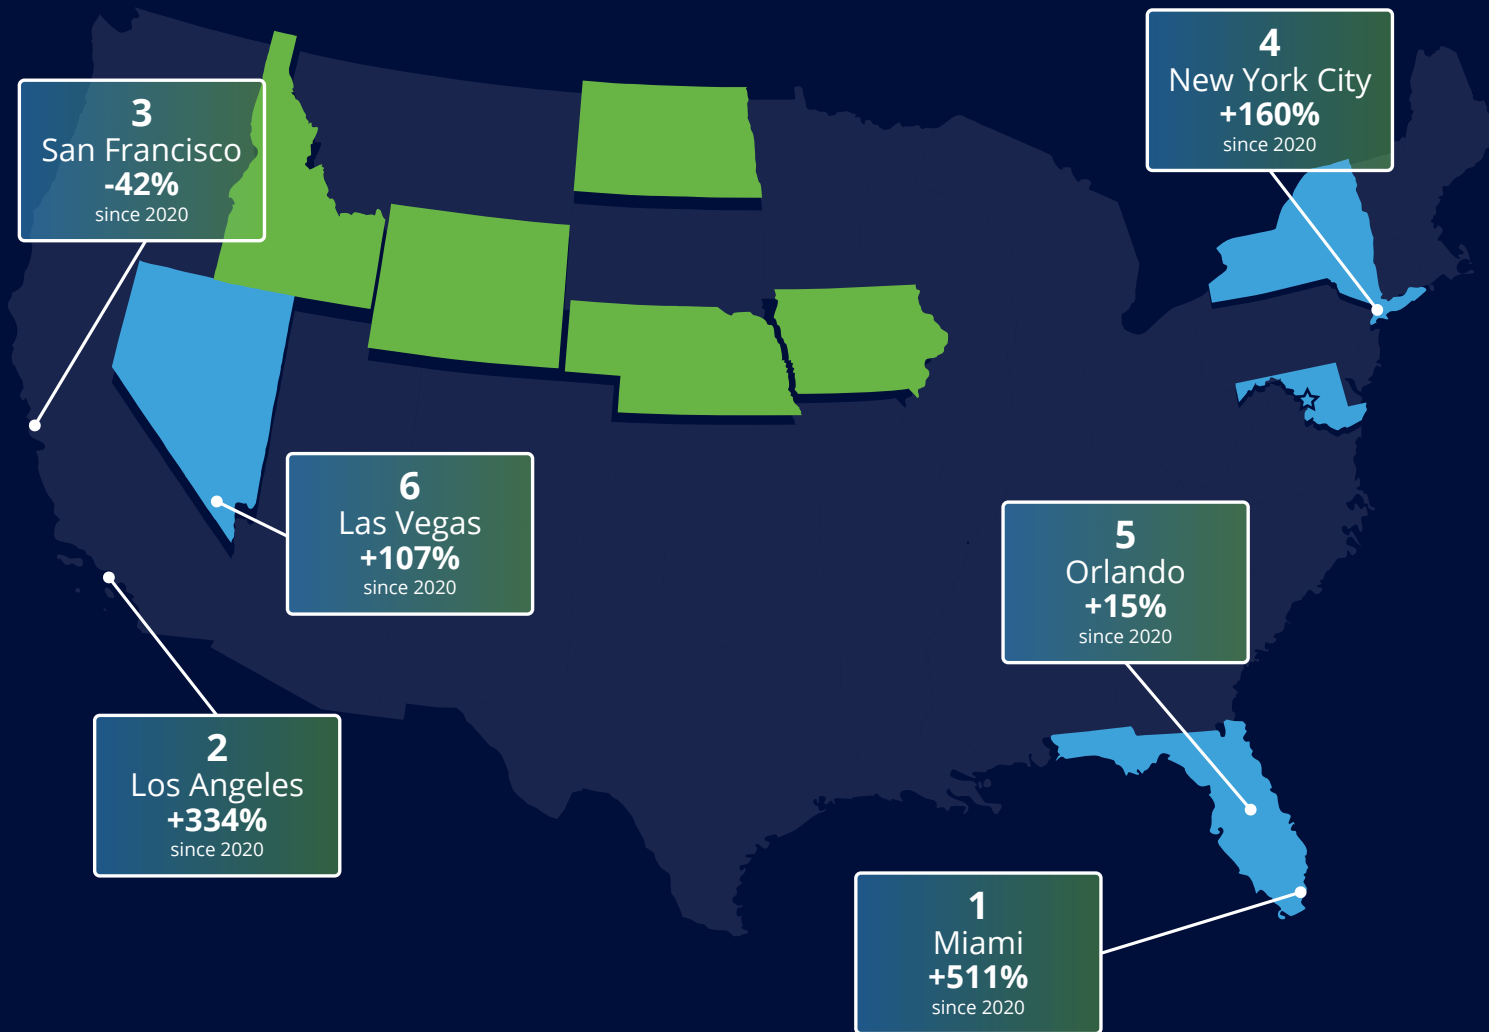 4
New York City
+160%
since 2020
3
San Francisco
-42%
since 2020
6
Las Vegas
+107%
since 2020
5
Orlando
+15%
since 2020
2
Los Angeles
+334%
since 2020
1
Miami
+511%
since 2020